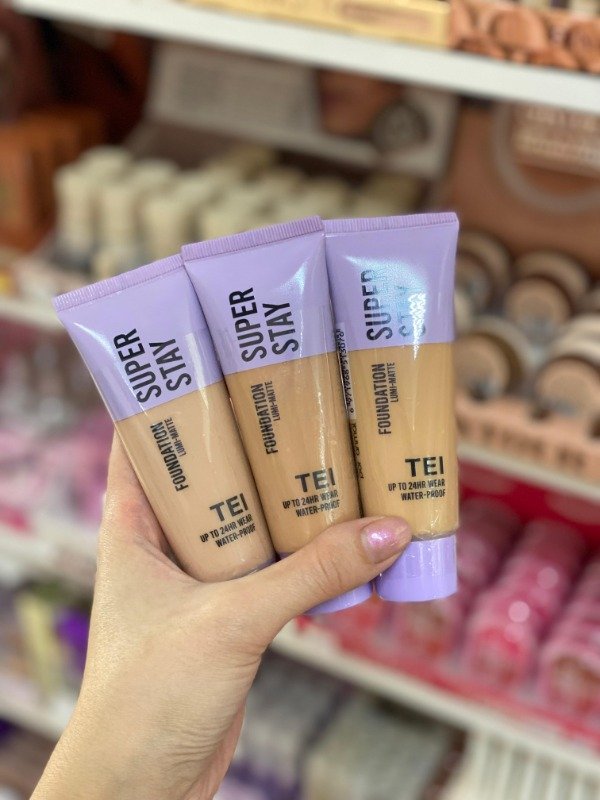 SUPER
STAY
FOUNDATION
LUMI-MATTE
TEI
UP TO 24HR WEAR
WATER-PROOF
SUPER
STAY
FOUNDATION
LUMI-MATTE
TEI
UP TO 24HR WEAR
WATER-PROOF
SUPER
STAY
FOUNDATION
LUMI-MATTE
TEI
UP TO 24HR WEAR
WATER-PROOF